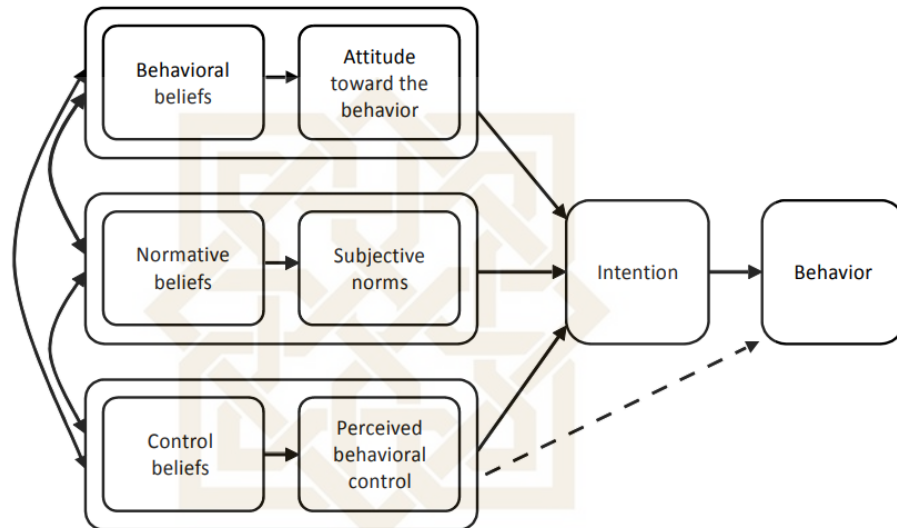 Behavioral
beliefs
Attitude
toward the
behavior
Normative
beliefs
Subjective
norms
Intention
Behavior
Control
beliefs
Perceived
behavioral
control